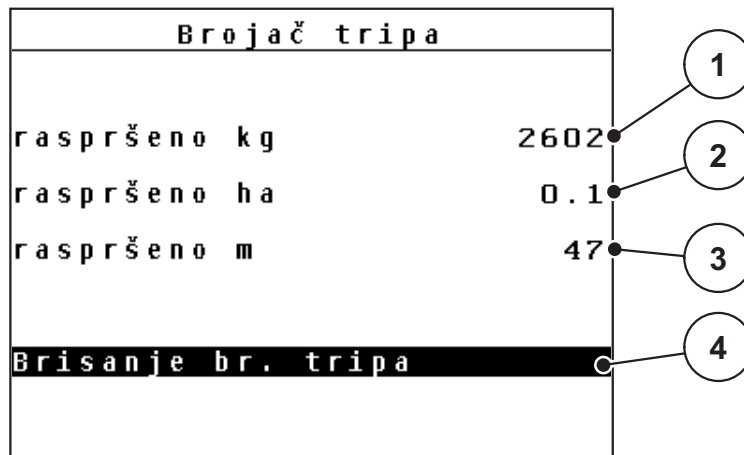 Brojač tripa
1
raspršeno kg 2602
2
raspršeno ha 0.1
raspršeno m 47
3
Brisanje br. tripa
4